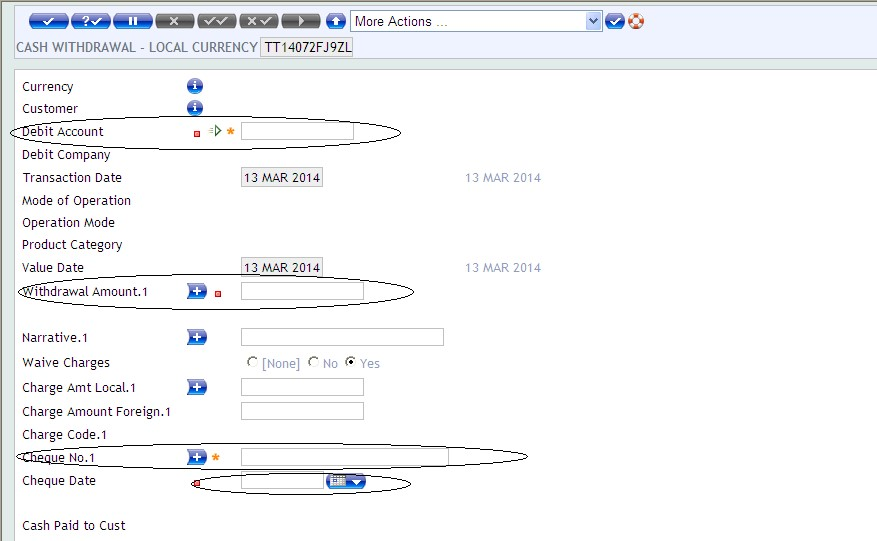 More Actions ...
CASH WITHDRAWAL - LOCAL CURRENCY TT14072FJ9ZL
Currency
Customer
Debit Account
Debit Company
Transaction Date 13 MAR 2014 13 MAR 2014
Mode of Operation
Operation Mode
Product Category
Value Date 13 MAR 2014 13 MAR 2014
Withdrawal Amount.1
Narrative.1
Waive Charges [None] No Yes
Charge Amt Local.1
Charge Amount Foreign.1
Charge Code.1
Cheque No.1
Cheque Date
Cash Paid to Cust